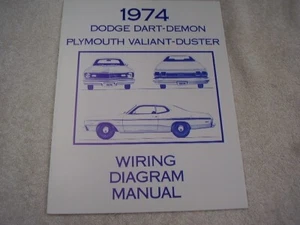 1974
DODGE DART-DEMON
PLYMOUTH VALIANT-DUSTER
WIRING
DIAGRAM
MANUAL